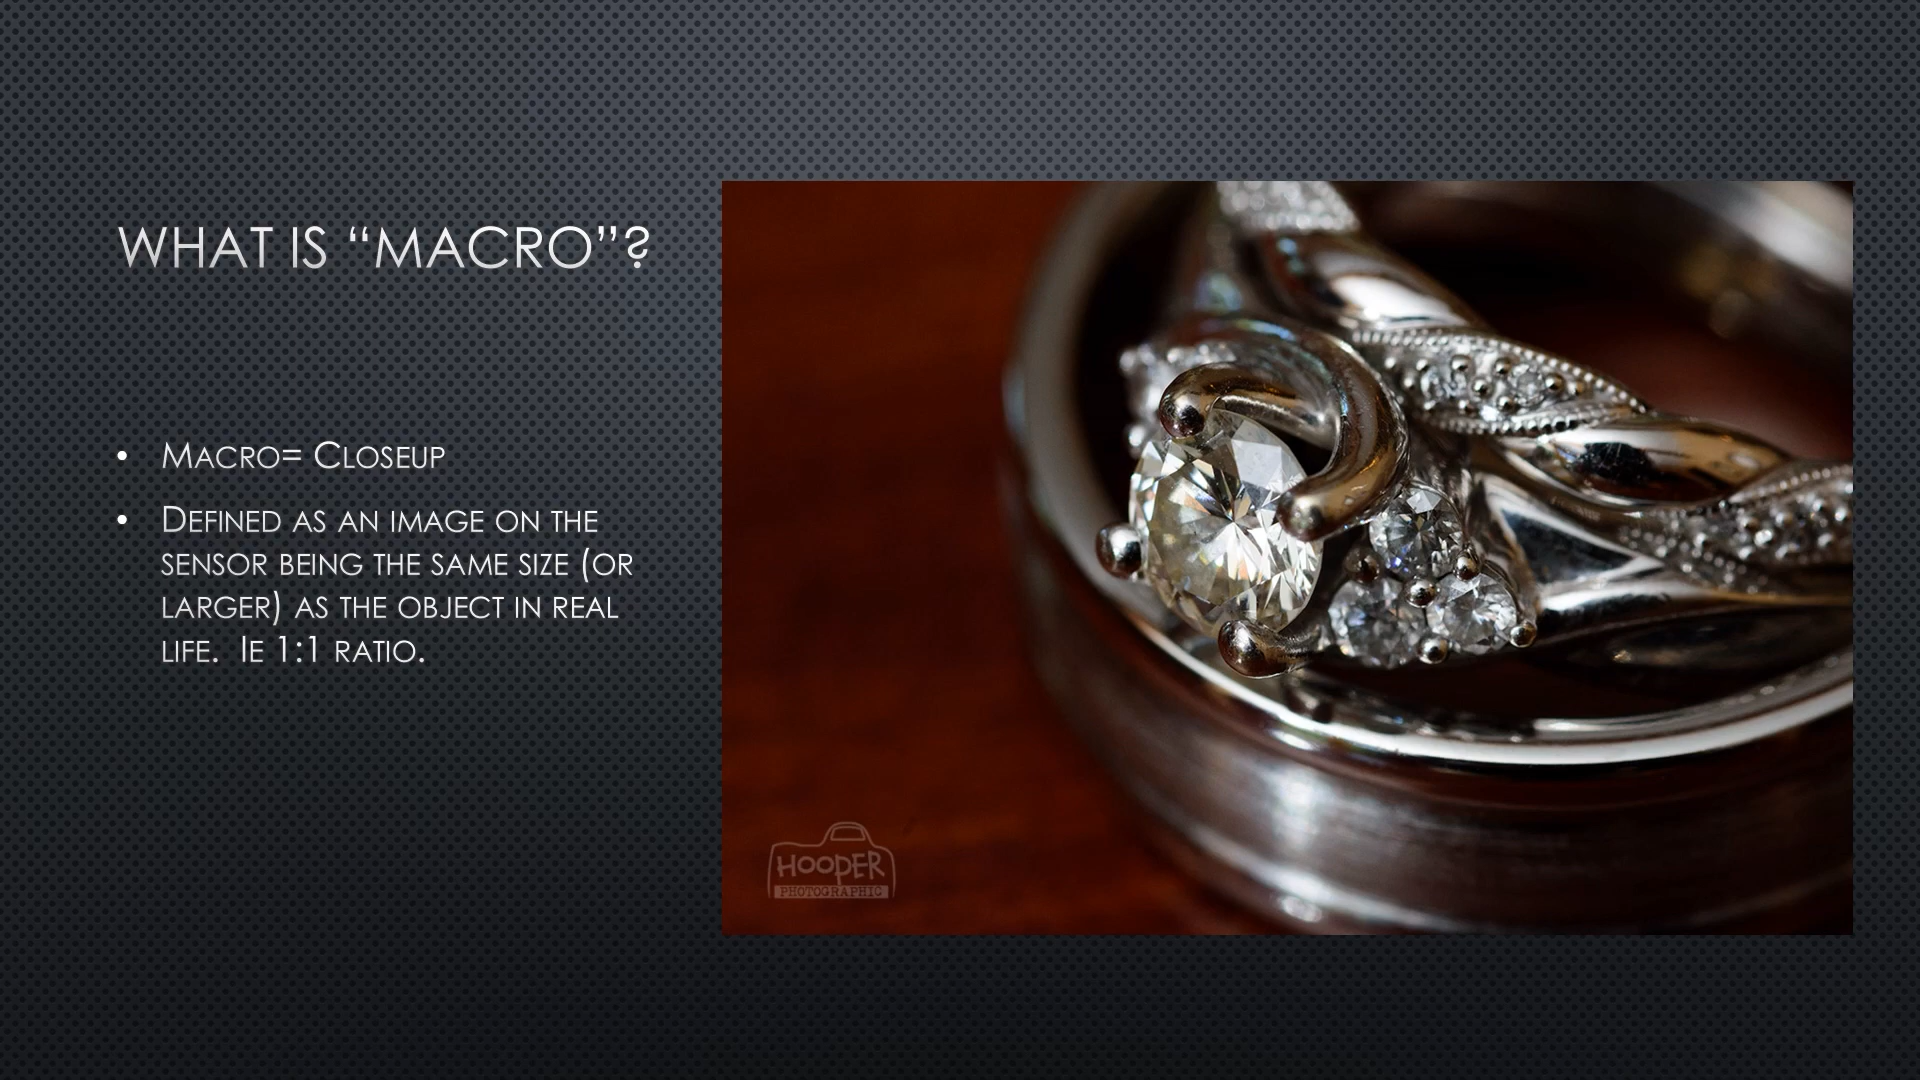 WHAT IS “MACRO”?
• MACRO= CLOSEUP
• DEFINED AS AN IMAGE ON THE
SENSOR BEING THE SAME SIZE (OR
LARGER) AS THE OBJECT IN REAL
LIFE.  IE 1:1 RATIO.
HOOPER
PHOTOGRAPHIC